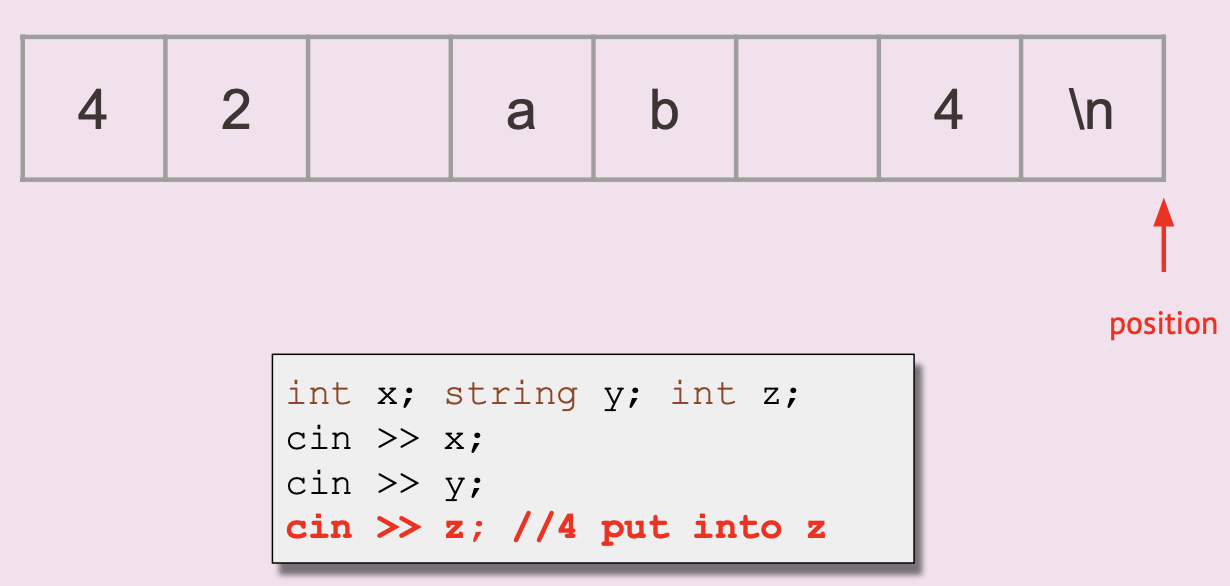 4 2 a b 4 \n
position
int x; string y; int z;
cin >> x;
cin >> y;
cin >> z; //4 put into z